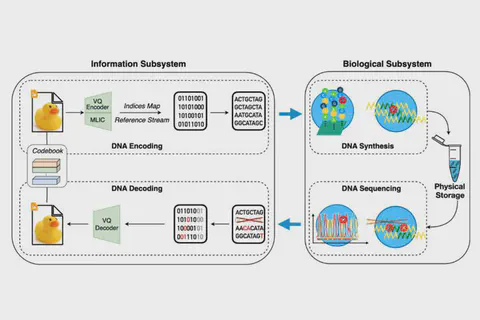 Information Subsystem
Biological Subsystem
VQ
Encoder
MLIC
Indices Map
Reference Stream
01101001
10101000
10100101
01011010
ACTGCTAG
GCTAGCTA
AATGCATA
GGCATAGC
DNA Encoding
DNA Synthesis
Codebook
DNA Decoding
DNA Sequencing
Physical
Storage
VQ
Decoder
01101001
01101000
10000101
00111010
ACTGCTAG
AACACATA
GGCATAGT